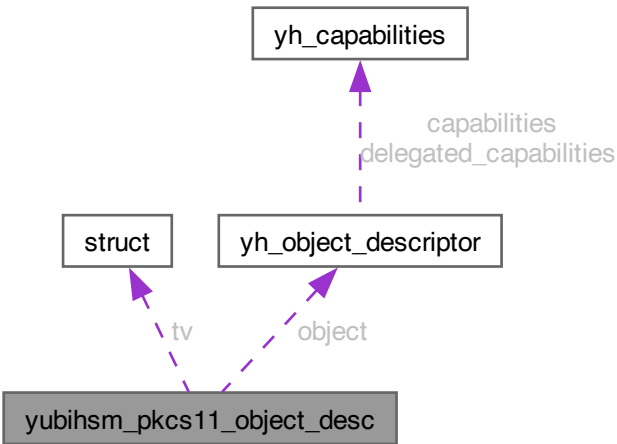 yh_capabilities
capabilities
delegated_capabilities
struct
yh_object_descriptor
tv
object
yubihsm_pkcs11_object_desc